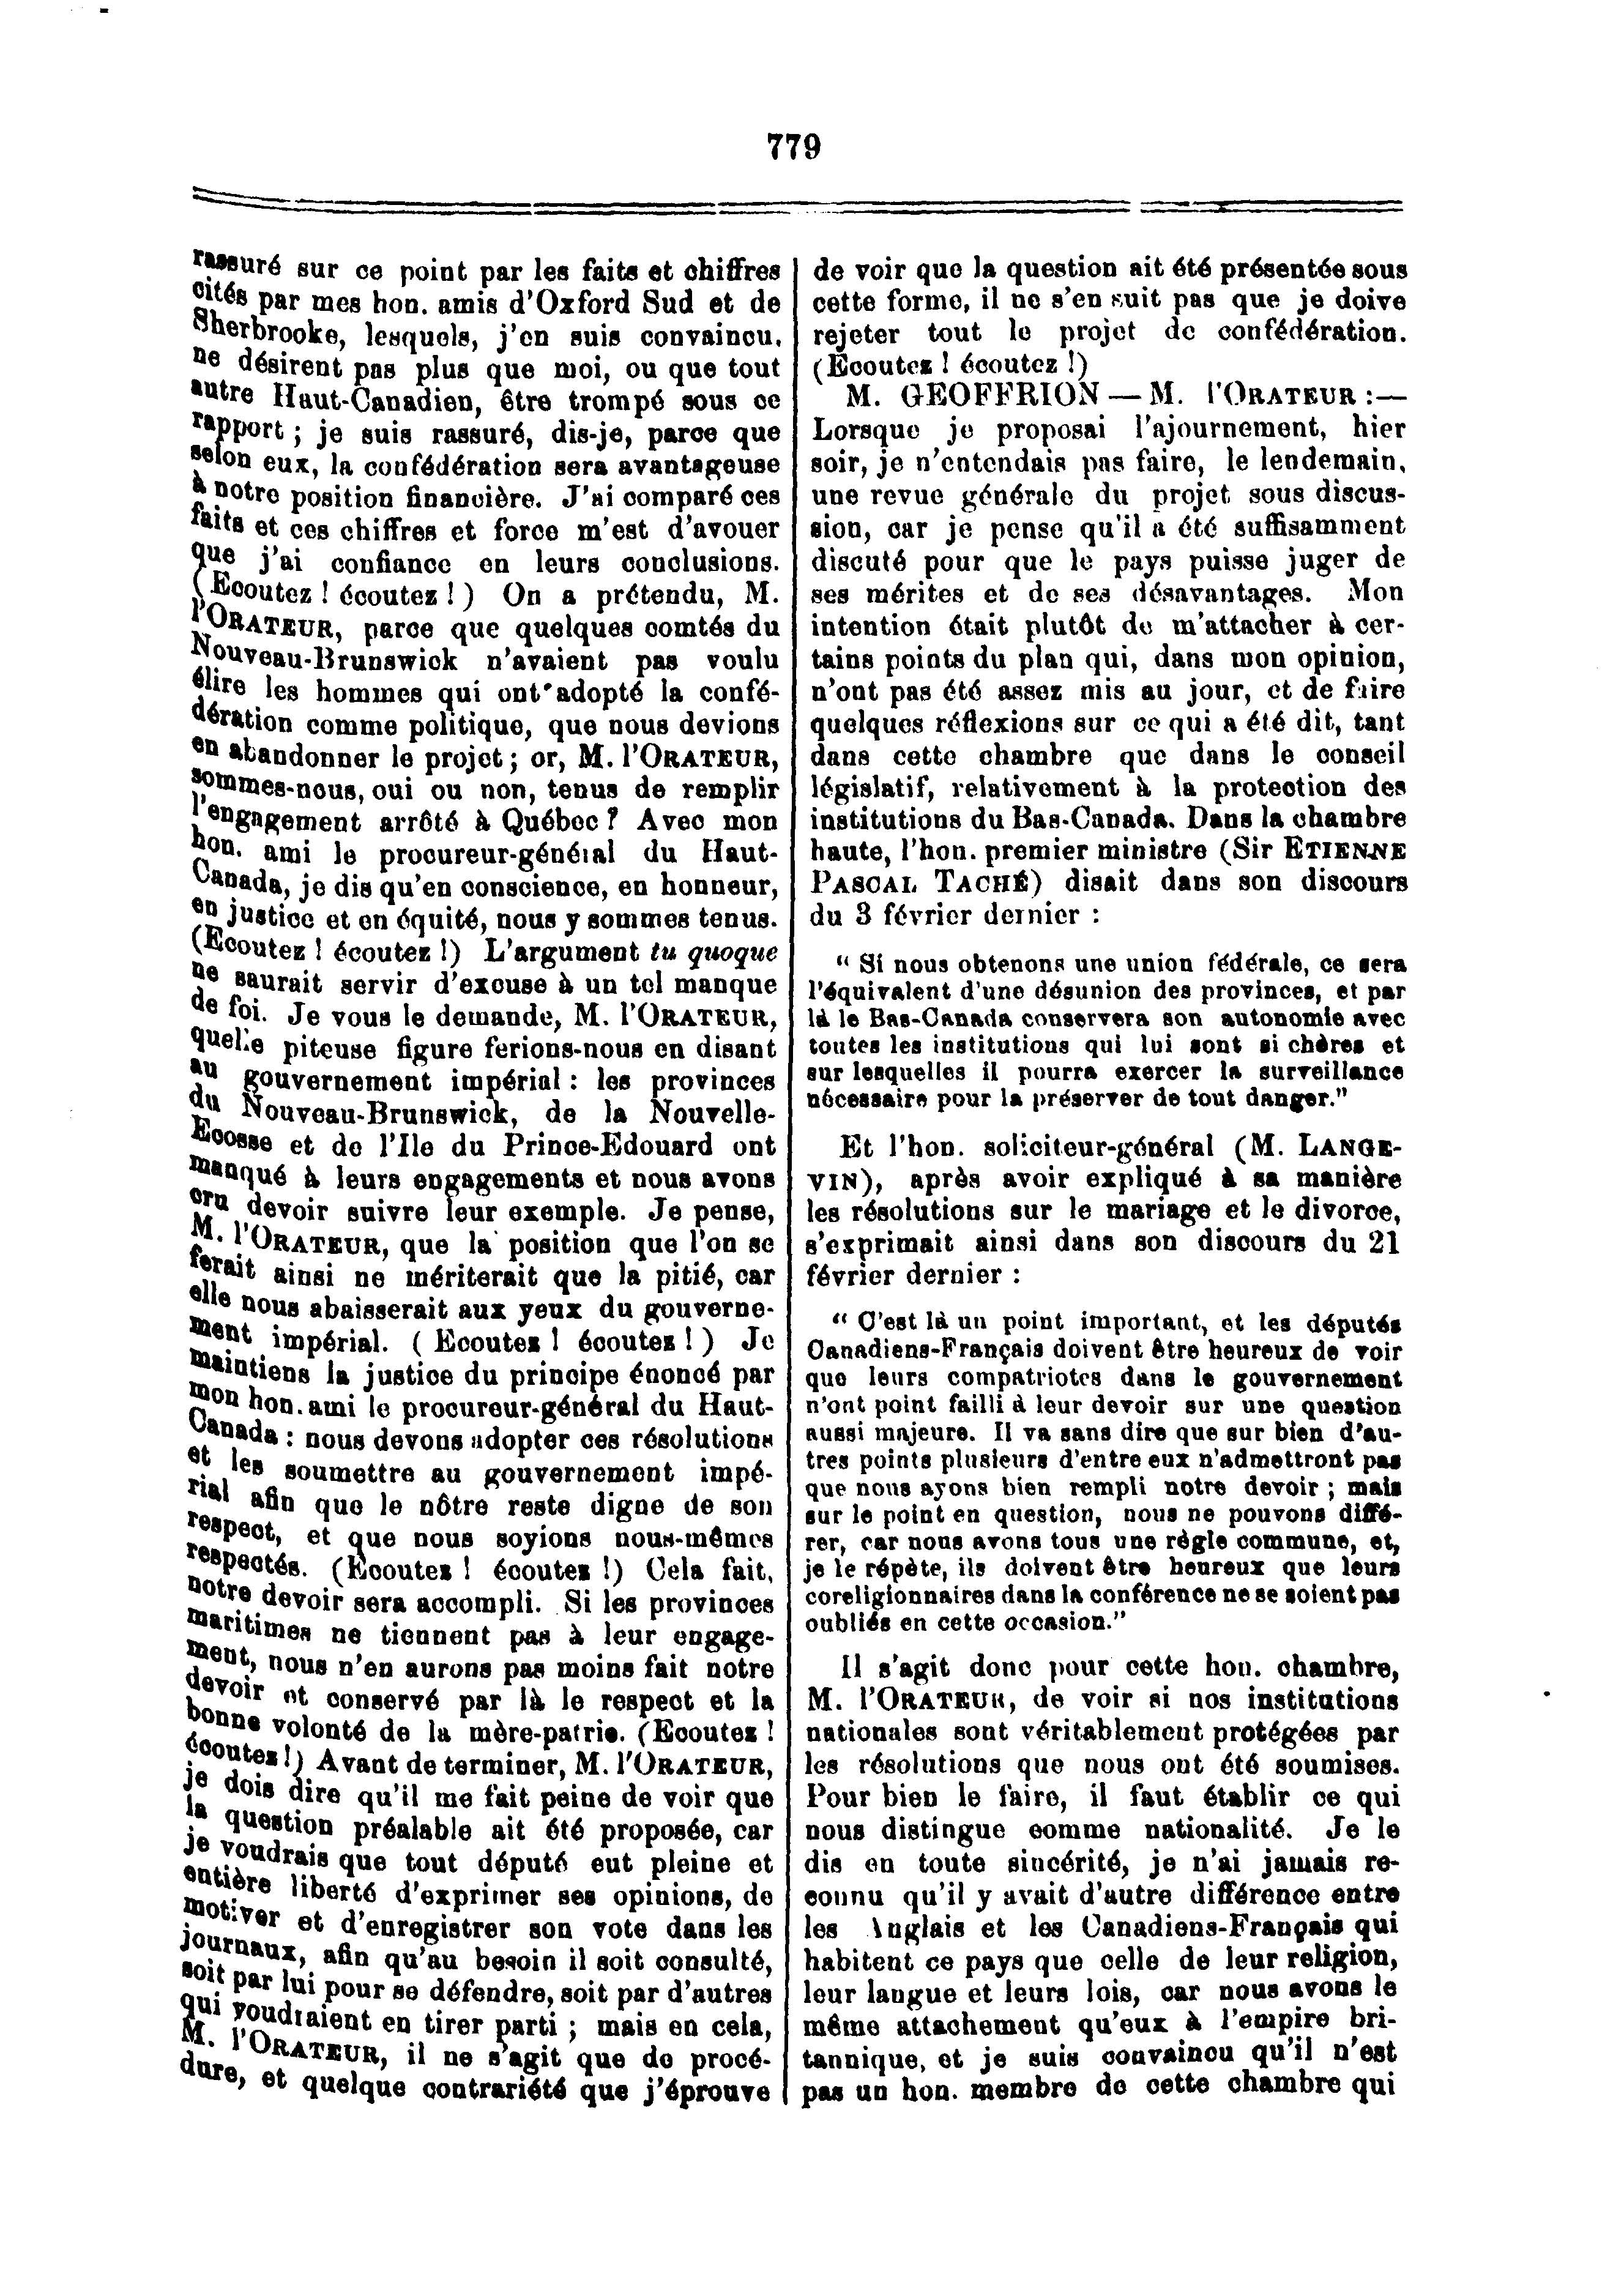 779
rassuré sur ce point par les faits et chiffres
cités par mes hon. amis d'Oxford Sud et de
Sherbrooke, lesquels, j'en suis convaincu,
ne désirent pas plus que moi, ou que tout
autre Haut-Canadien, être trompé sous ce
rapport ; je suis rassuré, dis-je, parce que
selon eux, la confédération sera avantageuse
à notre position financière. J'ai comparé ces
faits et ces chiffres et force m'est d'avouer
que j'ai confiance en leurs conclusions.
(Ecoutez ! écoutez !) On a prétendu, M.
l'ORATEUR, parce que quelques comtés du
Nouveau-Brunswick n'avaient pas voulu
élire les hommes qui ont adopté la confé-
dération comme politique, que nous devions
en abandonner le projet ; or, M. l'ORATEUR,
sommes-nous, oui ou non, tenus de remplir
l'engagement arrêté à Québec ? Avec mon
hon. ami le procureur-général du Haut-
Canada, je dis qu'en conscience, en honneur,
en justice et en équité, nous y sommes tenus.
(Ecoutez ! écoutez !) L'argument tu quoque
ne saurait servir d'excuse à un tel manque
de foi. Je vous le demande, M. l'ORATEUR,
quelle piteuse figure ferions-nous en disant
au gouvernement impérial : les provinces
du Nouveau-Brunswick, de la Nouvelle-
Ecosse et de l'Ile du Prince-Edouard ont
manqué à leurs engagements et nous avons
cru devoir suivre leur exemple. Je pense,
M. l'ORATEUR, que la position que l'on se
ferait ainsi ne mériterait que la pitié, car
elle nous abaisserait aux yeux du gouverne-
ment impérial. (Ecoutez ! écoutez !) Je
maintiens la justice du principe énoncé par
mon hon. ami le procureur-général du Haut-
Canada : nous devons adopter ces résolutions
et les soumettre au gouvernement impé-
rial afin que le nôtre reste digne de son
respect, et que nous soyions nous-mêmes
respectés. (Ecoutez ! écoutez !) Cela fait,
notre devoir sera accompli. Si les provinces
maritimes ne tiennent pas à leur engage-
ment, nous n'en aurons pas moins fait notre
devoir et conservé par là le respect et la
bonne volonté de la mère-patrie. (Ecoutez !
écoutez !) Avant de terminer, M. l'ORATEUR,
je dois dire qu'il me fait peine de voir que
la question préalable ait été proposée, car
je voudrais que tout député eut pleine et
entière liberté d'exprimer ses opinions, de
motiver et d'enregistrer son vote dans les
journaux, afin qu'au besoin il soit consulté,
soit par lui pour se défendre, soit par d'autres
qui voudraient en tirer parti ; mais en cela,
M. l'ORATEUR, il ne s'agit que de procé-
dure, et quelque contrariété que j'éprouve
de voir que la question ait été présentée sous
cette forme, il ne s'en suit pas que je doive
rejeter tout le projet de confédération.
(Ecoutez ! écoutez !)
M. GEOFFRION — M. l'ORATEUR :—
Lorsque je proposai l'ajournement, hier
soir, je n'entendais pas faire, le lendemain,
une revue générale du projet sous discus-
sion, car je pense qu'il a été suffisamment
discuté pour que le pays puisse juger de
ses mérites et de ses désavantages. Mon
intention était plutôt de m'attacher à cer-
tains points du plan qui, dans mon opinion,
n'ont pas été assez mis au jour, et de faire
quelques réflexions sur ce qui a été dit, tant
dans cette chambre que dans le conseil
législatif, relativement à la protection des
institutions du Bas-Canada. Dans la chambre
haute, l'hon. premier ministre (Sir ETIENNE
PASCAL TACHÉ) disait dans son discours
du 3 février dernier :
“ Si nous obtenons une union fédérale, ce sera
l'équivalent d'une désunion des provinces, et par
là le Bas-Canada conservera son autonomie avec
toutes les institutions qui lui sont si chères et
sur lesquelles il pourra exercer la surveillance
nécessaire pour la préserver de tout danger.”
Et l'hon. soliciteur-général (M. LANGE-
VIN), après avoir expliqué à sa manière
les résolutions sur le mariage et le divorce,
s'exprimait ainsi dans son discours du 21
février dernier :
“ C'est là un point important, et les députés
Canadiens-Français doivent être heureux de voir
que leurs compatriotes dans le gouvernement
n'ont point failli à leur devoir sur une question
aussi majeure. Il va sans dire que sur bien d'au-
tres points plusieurs d'entre eux n'admettront pas
que nous ayons bien rempli notre devoir ; mais
sur le point en question, nous ne pouvons diffé-
rer, car nous avons tous une règle commune, et,
je le répète, ils doivent être heureux que leurs
coreligionnaires dans la conférence ne se soient pas
oubliés en cette occasion.”
Il s'agit donc pour cette hon. chambre,
M. l'ORATEUR, de voir si nos institutions
nationales sont véritablement protégées par
les résolutions que nous ont été soumises.
Pour bien le faire, il faut établir ce qui
nous distingue comme nationalité. Je le
dis en toute sincérité, je n'ai jamais re-
connu qu'il y avait d'autre différence entre
les Anglais et les Canadiens-Français qui
habitent ce pays que celle de leur religion,
leur langue et leurs lois, car nous avons le
même attachement qu'eux à l'empire bri-
tannique, et je suis convaincu qu'il n'est
pas un hon. membre de cette chambre qui